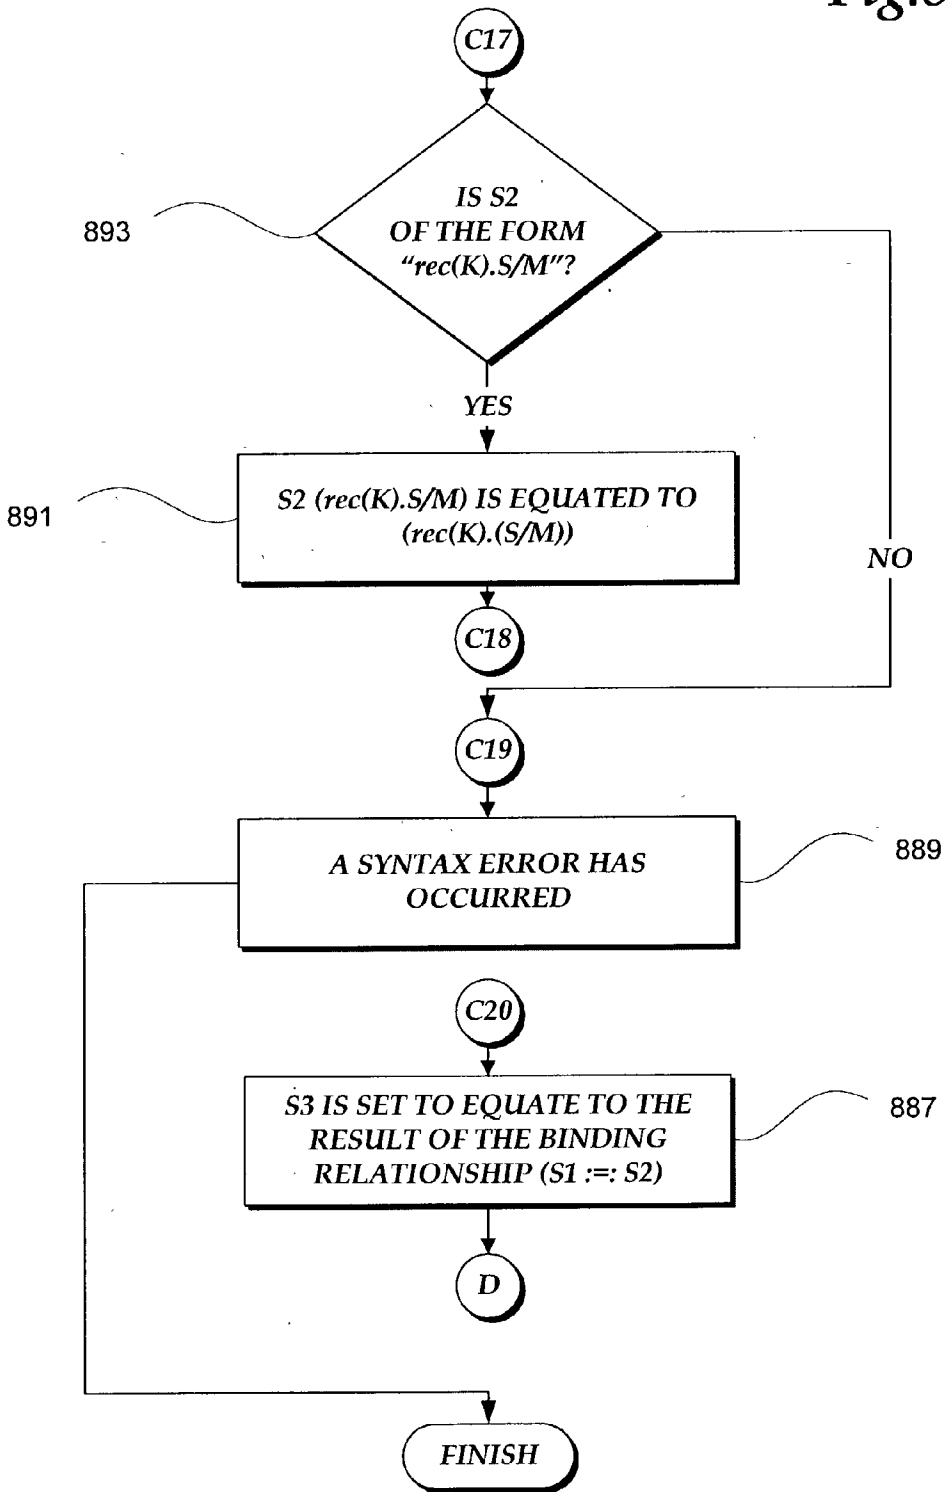 C17
IS S2
OF THE FORM
“rec(K).S/M”?
893
YES
S2 (rec(K).S/M) IS EQUATED TO
(rec(K).(S/M))
891
NO
C18
C19
A SYNTAX ERROR HAS
OCCURRED
889
C20
S3 IS SET TO EQUATE TO THE
RESULT OF THE BINDING
RELATIONSHIP (S1 :=: S2)
887
D
FINISH